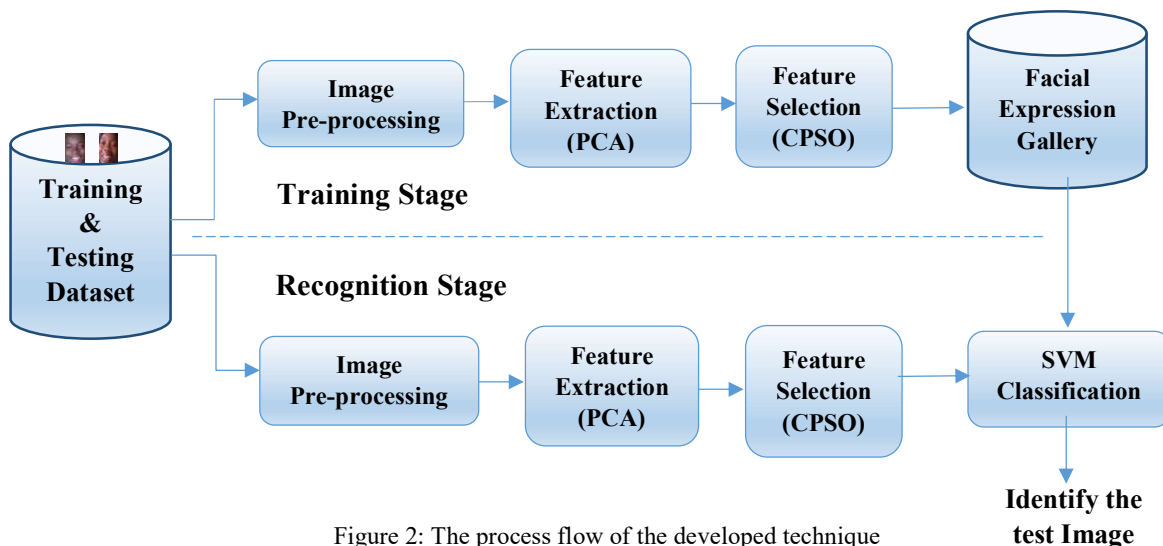 Training
&
Testing
Dataset
Image
Pre-processing
Feature
Extraction
(PCA)
Feature
Selection
(CPSO)
Facial
Expression
Gallery
Training Stage
Recognition Stage
Image
Pre-processing
Feature
Extraction
(PCA)
Feature
Selection
(CPSO)
SVM
Classification
Identify the
test Image
Figure 2: The process flow of the developed technique